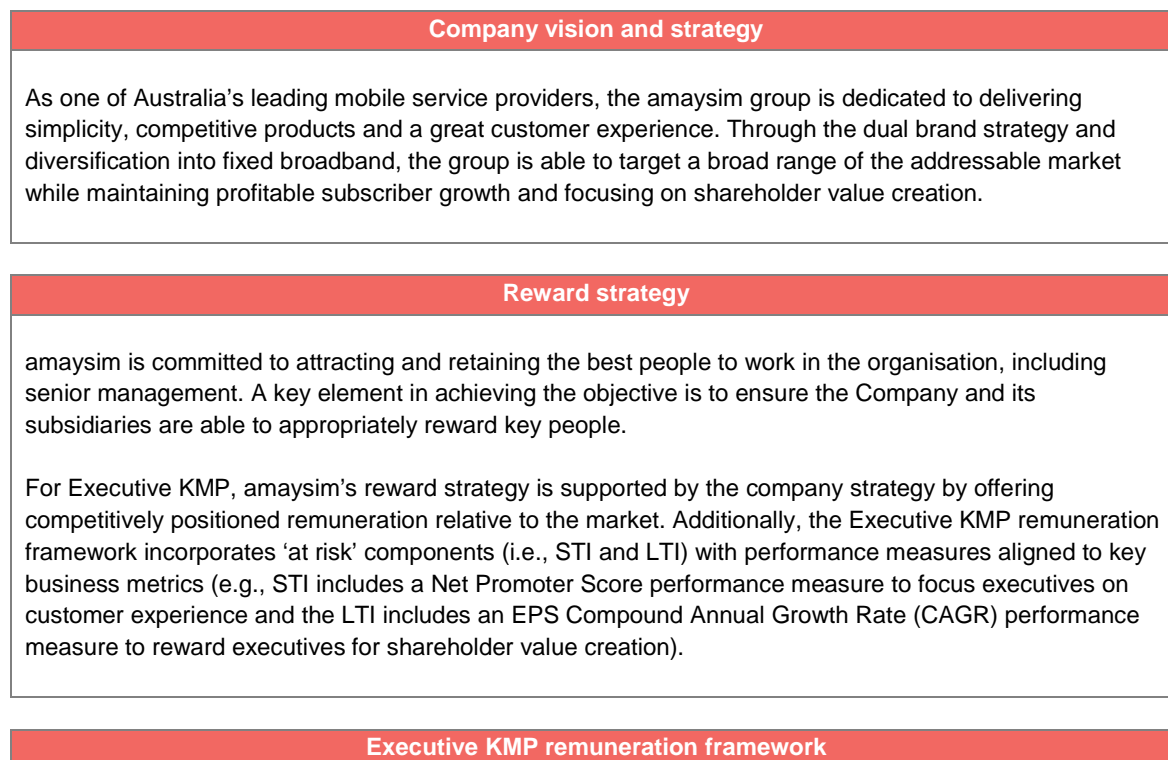 Company vision and strategy
As one of Australia’s leading mobile service providers, the amaysim group is dedicated to delivering
simplicity, competitive products and a great customer experience. Through the dual brand strategy and
diversification into fixed broadband, the group is able to target a broad range of the addressable market
while maintaining profitable subscriber growth and focusing on shareholder value creation.
Reward strategy
amaysim is committed to attracting and retaining the best people to work in the organisation, including
senior management. A key element in achieving the objective is to ensure the Company and its
subsidiaries are able to appropriately reward key people.
For Executive KMP, amaysim’s reward strategy is supported by the company strategy by offering
competitively positioned remuneration relative to the market. Additionally, the Executive KMP remuneration
framework incorporates ‘at risk’ components (i.e., STI and LTI) with performance measures aligned to key
business metrics (e.g., STI includes a Net Promoter Score performance measure to focus executives on
customer experience and the LTI includes an EPS Compound Annual Growth Rate (CAGR) performance
measure to reward executives for shareholder value creation).
Executive KMP remuneration framework